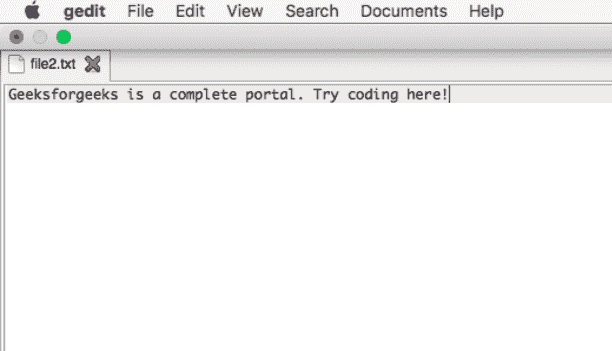 gedit File Edit View Search Documents Help
file2.txt
Geeksforgeeks is a complete portal. Try coding here!